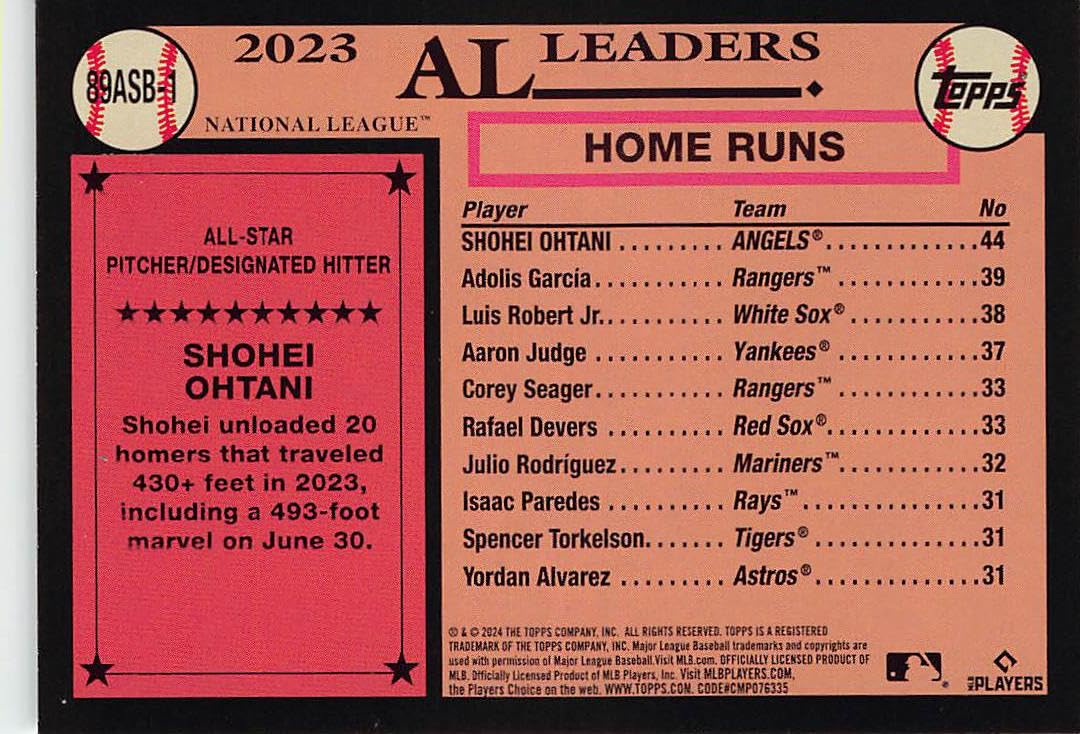 89ASB-1
2023 AL LEADERS
TOPPS
NATIONAL LEAGUE™
ALL-STAR
PITCHER/DESIGNATED HITTER
SHOHEI
OHTANI
Shohei unloaded 20
homers that traveled
430+ feet in 2023,
including a 493-foot
marvel on June 30.
HOME RUNS
Player Team No
SHOHEI OHTANI ......... ANGELS®.............44
Adolis García........... Rangers™ ............39
Luis Robert Jr........... White Sox® ...........38
Aaron Judge ........... Yankees® ............37
Corey Seager........... Rangers™ ............33
Rafael Devers ......... Red Sox®.............33
Julio Rodríguez......... Mariners™............32
Isaac Paredes .......... Rays™ ..............31
Spencer Torkelson....... Tigers® ..............31
Yordan Alvarez ......... Astros®..............31
® & © 2024 THE TOPPS COMPANY, INC. ALL RIGHTS RESERVED. TOPPS IS A REGISTERED
TRADEMARK OF THE TOPPS COMPANY, INC. Major League Baseball trademarks and copyrights are
used with permission of Major League Baseball. Visit MLB.com. OFFICIALLY LICENSED PRODUCT OF
MLB. Officially Licensed Product of MLB Players, Inc. Visit MLBPLAYERS.COM,
the Players Choice on the web. WWW.TOPPS.COM. CODE#CMP076335
MLB PLAYERS